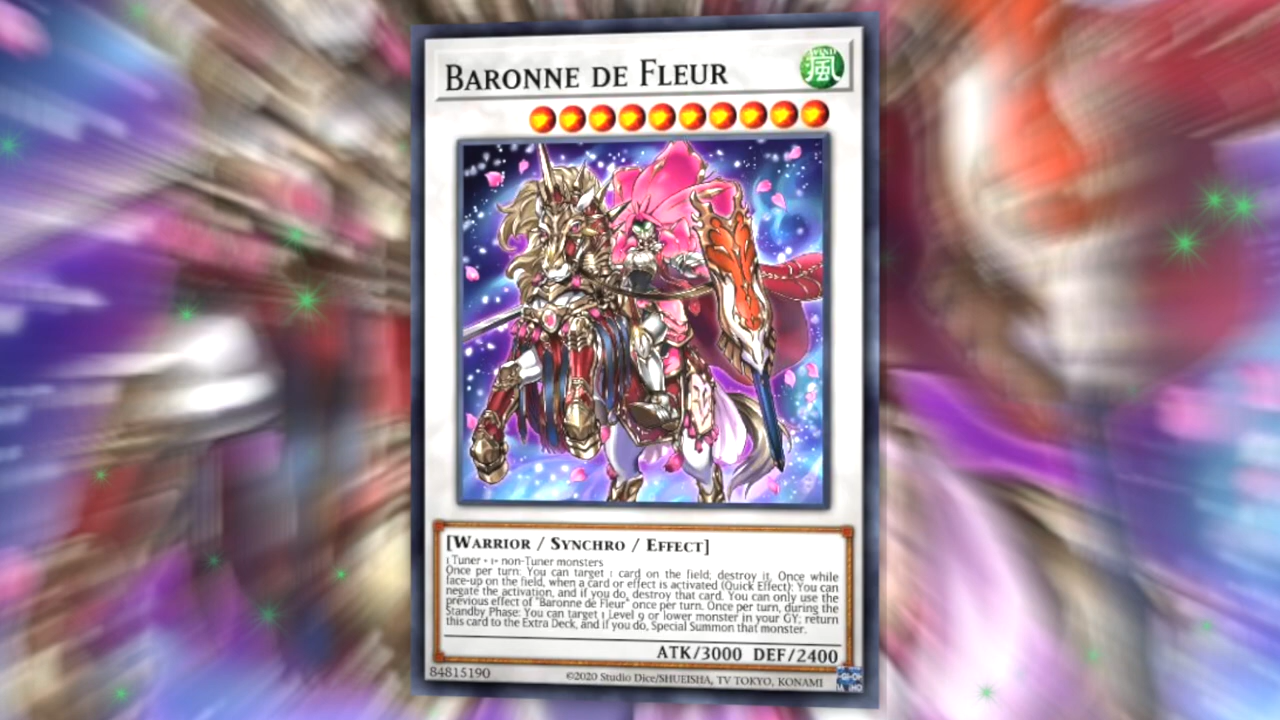 BARONNE DE FLEUR
WIND
風
[WARRIOR / SYNCHRO / EFFECT]
1 Tuner + 1+ non-Tuner monsters
Once per turn: You can target 1 card on the field; destroy it. Once while
face-up on the field, when a card or effect is activated (Quick Effect): You can
negate the activation, and if you do, destroy that card. You can only use the
previous effect of "Baronne de Fleur" once per turn. Once per turn, during the
Standby Phase: You can target 1 Level 9 or lower monster in your GY; return
this card to the Extra Deck, and if you do, Special Summon that monster.
ATK/3000 DEF/2400
84815190
©2020 Studio Dice/SHUEISHA, TV TOKYO, KONAMI